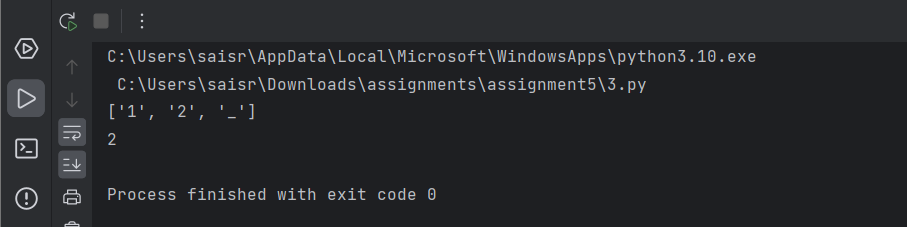 C:\Users\saisr\AppData\Local\Microsoft\WindowsApps\python3.10.exe
C:\Users\saisr\Downloads\assignments\assignment5\3.py
['1', '2', '_']
2
Process finished with exit code 0